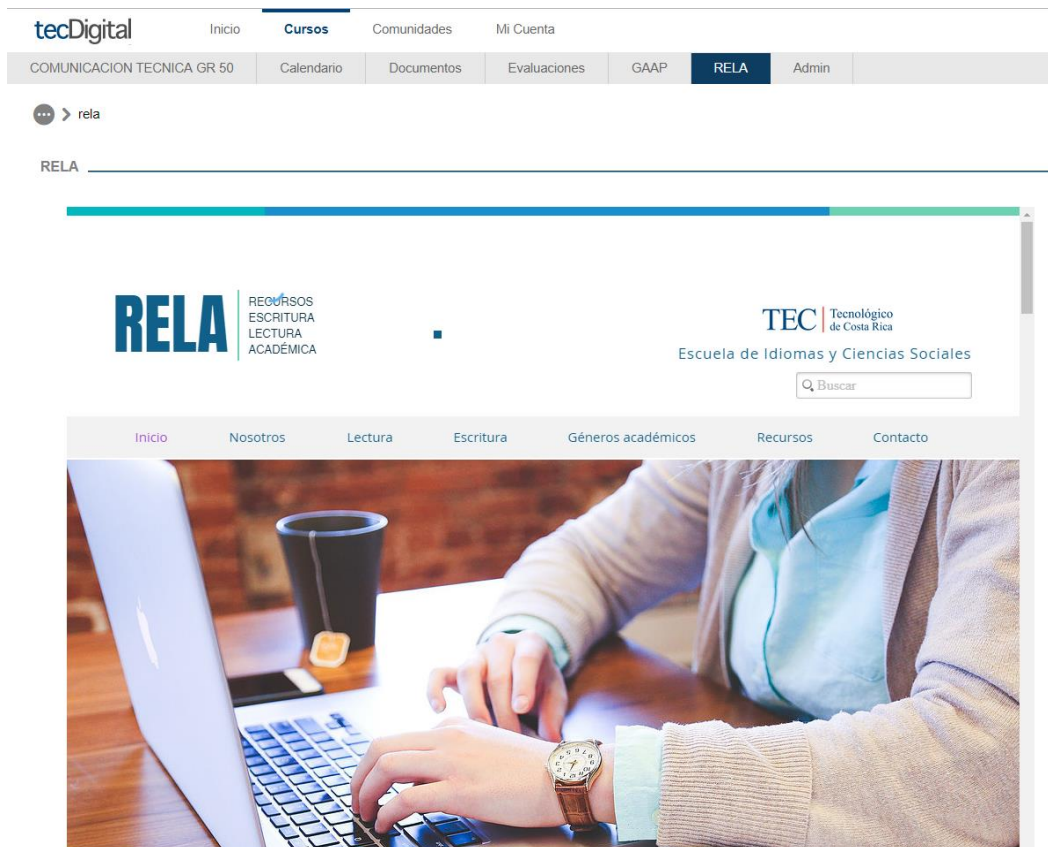 tecDigital Inicio Cursos Comunidades Mi Cuenta
COMUNICACION TECNICA GR 50 Calendario Documentos Evaluaciones GAAP RELA Admin
rela
RELA
RELA
RECURSOS
ESCRITURA
LECTURA
ACADÉMICA
TEC Tecnológico
de Costa Rica
Escuela de Idiomas y Ciencias Sociales
Buscar
Inicio Nosotros Lectura Escritura Géneros académicos Recursos Contacto